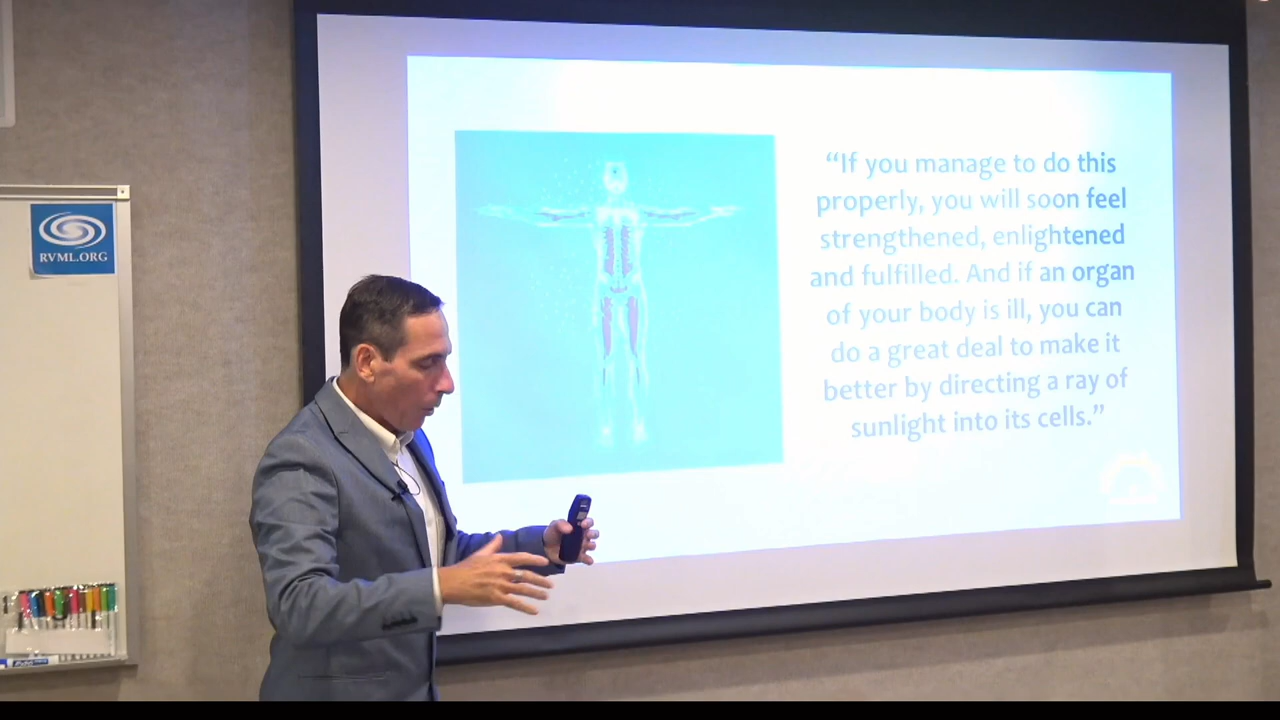 RVML.ORG
“If you manage to do this
properly, you will soon feel
strengthened, enlightened
and fulfilled. And if an organ
of your body is ill, you can
do a great deal to make it
better by directing a ray of
sunlight into its cells.”